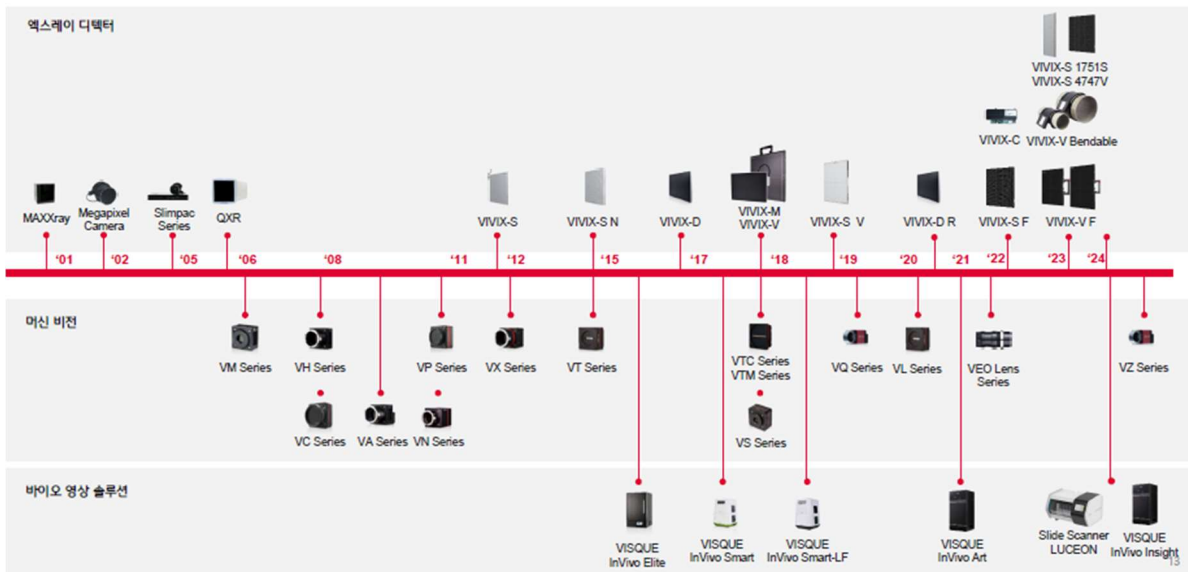 엑스레이 디텍터
VIVIX-S 1751S
VIVIX-S 4747V
VIVIX-C
VIVIX-V Bendable
MAXXray
Megapixel
Camera
Slimpac
Series
QXR
VIVIX-S
VIVIX-S N
VIVIX-D
VIVIX-M
VIVIX-V
VIVIX-S V
VIVIX-D R
VIVIX-S F
VIVIX-V F
‘01 ‘02 ‘05 ‘06 ‘08 ‘11 ‘12 ‘15 ‘17 ‘18 ‘19 ‘20 ‘21 ‘22 ‘23 ‘24
머신 비전
VM Series
VH Series
VP Series
VX Series
VT Series
VTC Series
VTM Series
VQ Series
VL Series
VEO Lens
Series
VZ Series
VC Series
VA Series
VN Series
VS Series
바이오 영상 솔루션
VISQUE
InVivo Elite
VISQUE
InVivo Smart
VISQUE
InVivo Smart-LF
VISQUE
InVivo Art
Slide Scanner
LUCEON
VISQUE
InVivo Insight
13